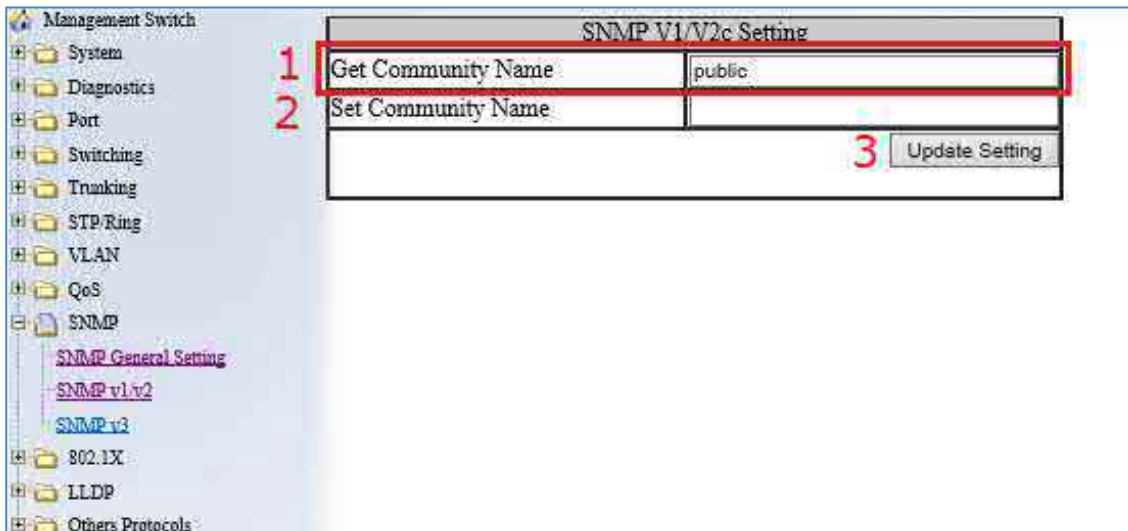 Management Switch
System
Diagnostics
Port
Switching
Trunking
STP/Ring
VLAN
QoS
SNMP
SNMP General Setting
SNMP v1/v2
SNMP v3
802.1X
LLDP
Others Protocols
SNMP V1/V2c Setting
1 Get Community Name public
2 Set Community Name
3 Update Setting